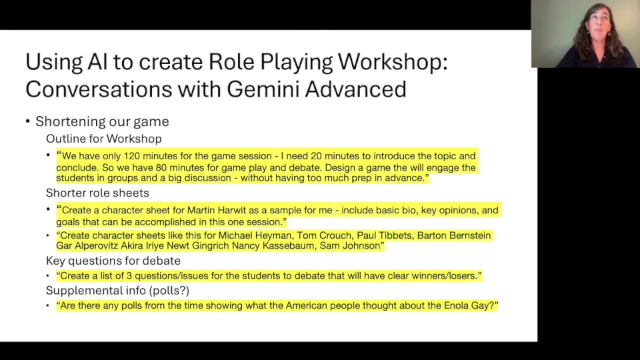 Using AI to create Role Playing Workshop:
Conversations with Gemini Advanced
• Shortening our game
Outline for Workshop
• “We have only 120 minutes for the game session - I need 20 minutes to introduce the topic and
conclude. So we have 80 minutes for game play and debate. Design a game the will engage the
students in groups and a big discussion - without having too much prep in advance.”
Shorter role sheets
• “Create a character sheet for Martin Harwit as a sample for me - include basic bio, key opinions, and
goals that can be accomplished in this one session.”
• “Create character sheets like this for Michael Heyman, Tom Crouch, Paul Tibbets, Barton Bernstein
Gar Alperovitz Akira Iriye Newt Gingrich Nancy Kassebaum, Sam Johnson”
Key questions for debate
• “Create a list of 3 questions/issues for the students to debate that will have clear winners/losers.”
Supplemental info (polls?)
• “Are there any polls from the time showing what the American people thought about the Enola Gay?”